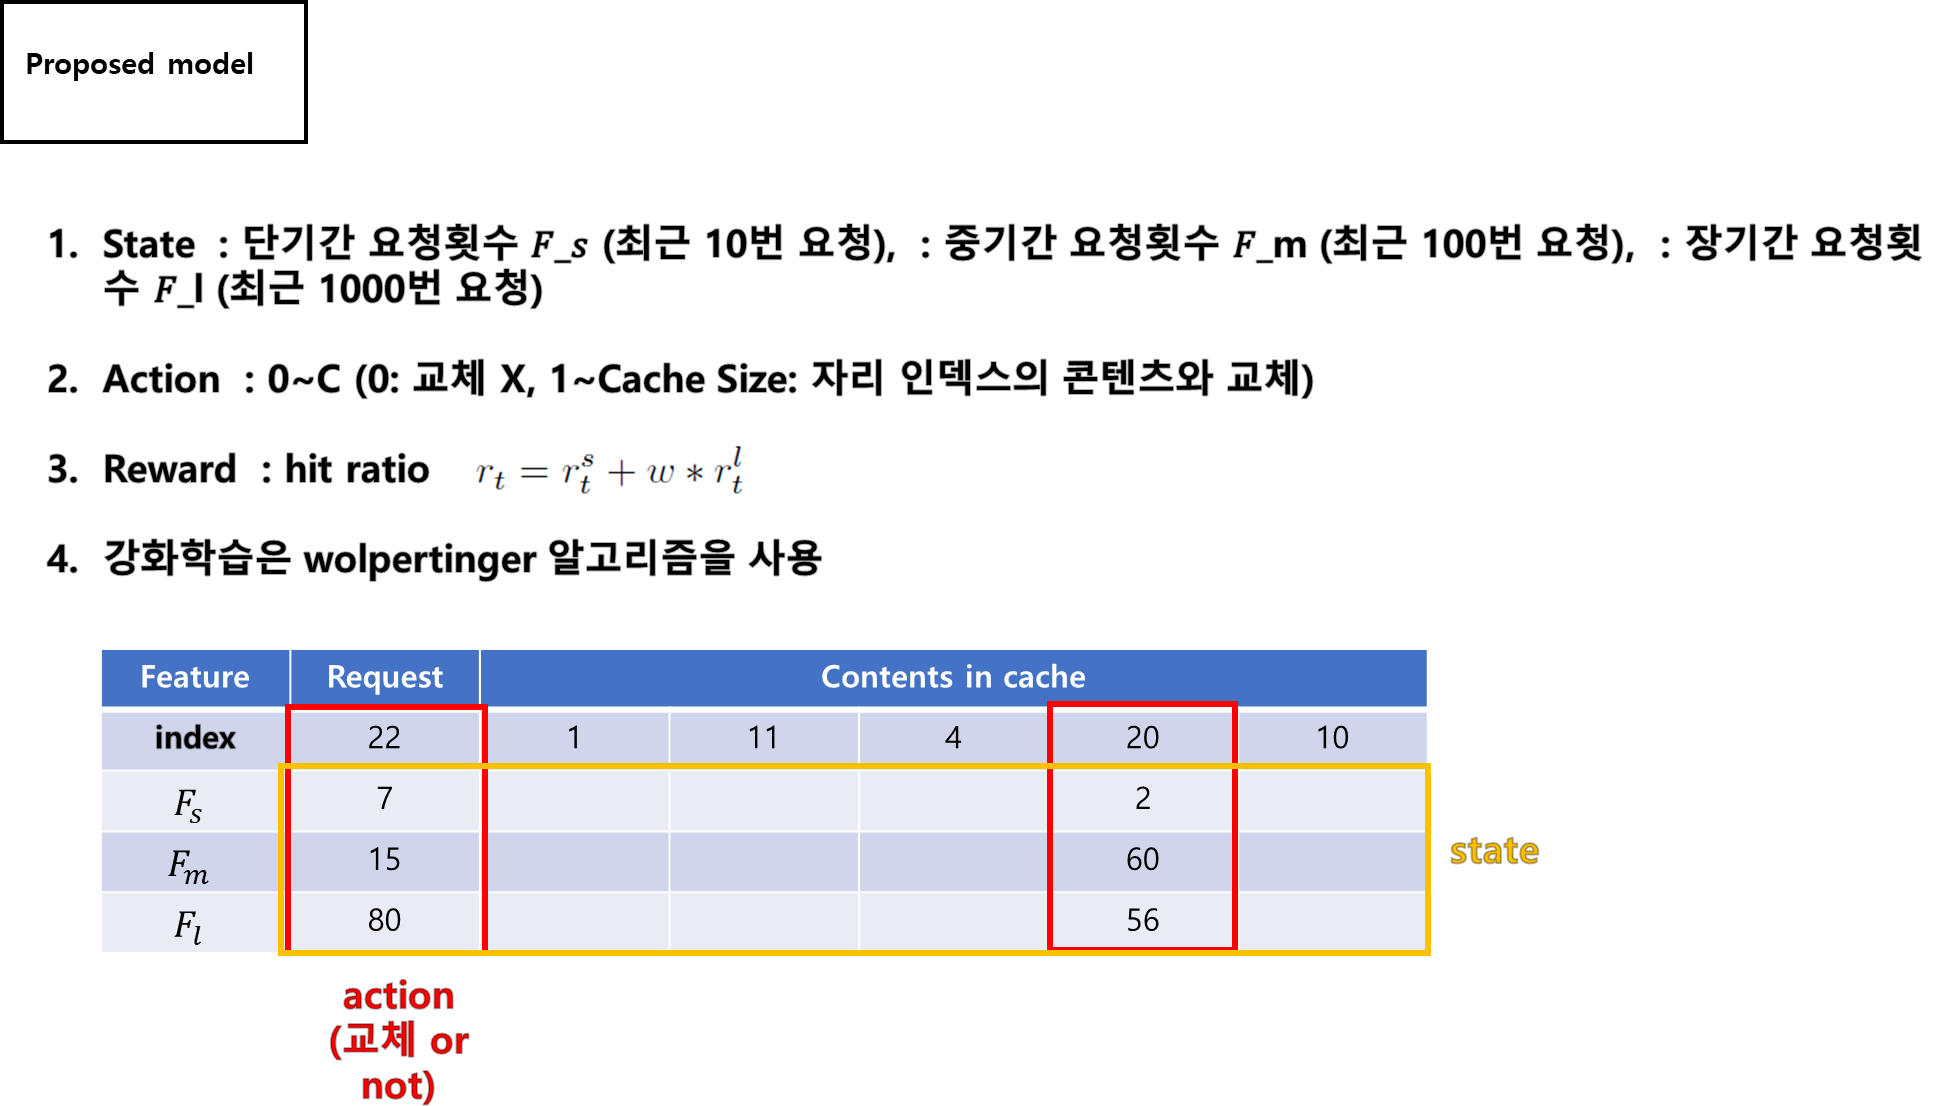 Proposed model
1. State : 단기간 요청횟수 F_s (최근 10번 요청), : 중기간 요청횟수 F_m (최근 100번 요청), : 장기간 요청횟
수 F_l (최근 1000번 요청)
2. Action : 0~C (0: 교체 X, 1~Cache Size: 자리 인덱스의 콘텐츠와 교체)
3. Reward : hit ratio r_t = r_t^s + w * r_t^l
4. 강화학습은 wolpertinger 알고리즘을 사용
Feature Request Contents in cache
index 22 1 11 4 20 10
F_s 7 2
F_m 15 60
F_l 80 56
state
action
(교체 or
not)